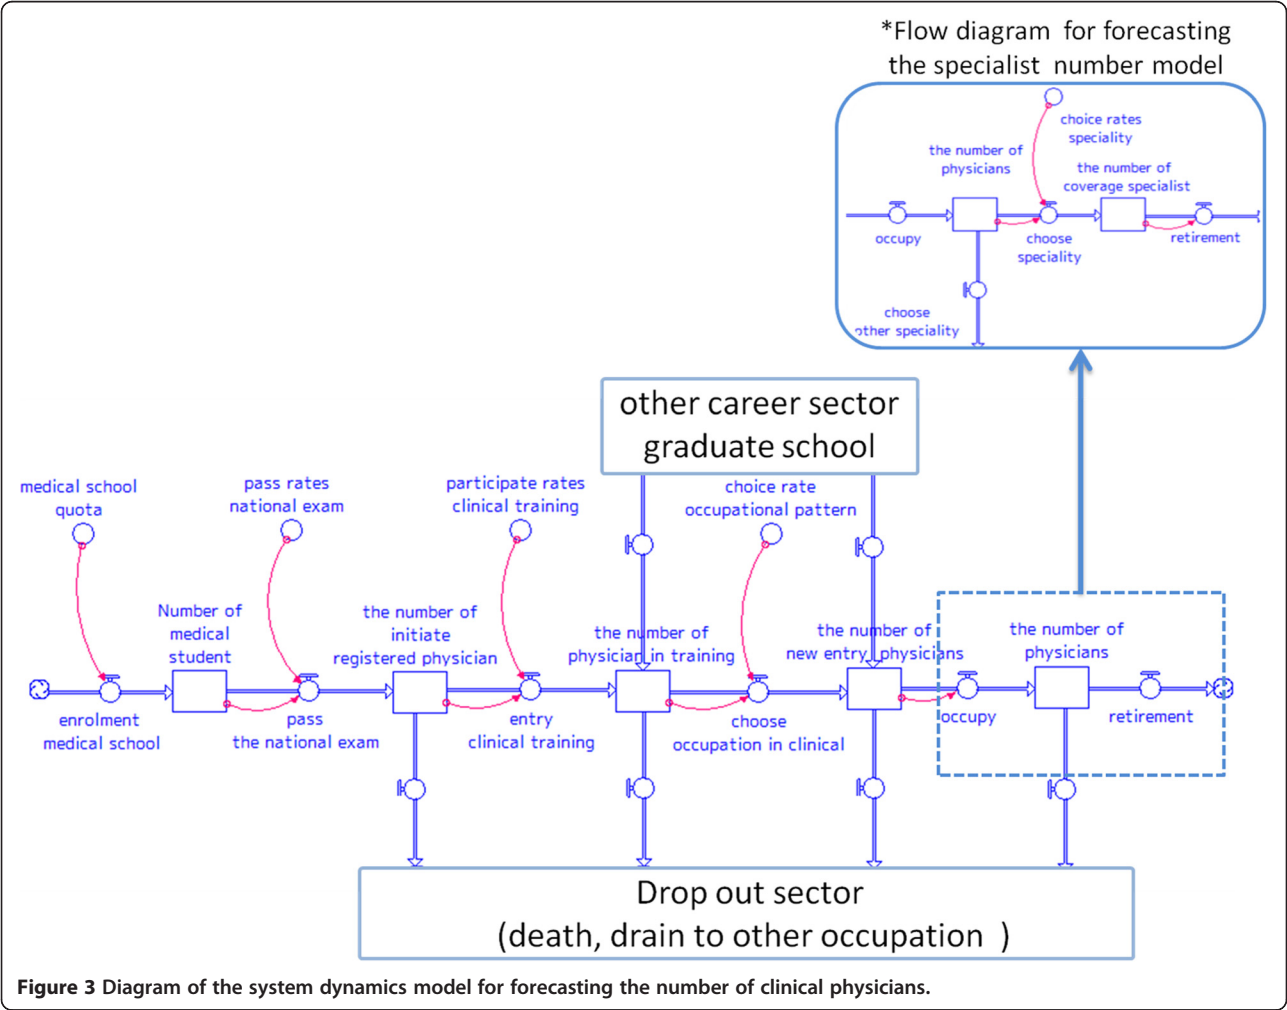 *Flow diagram for forecasting
the specialist number model
choice rates
speciality
the number of
physicians
the number of
coverage specialist
occupy
choose
speciality
retirement
choose
other speciality
other career sector
graduate school
medical school
quota
pass rates
national exam
participate rates
clinical training
choice rate
occupational pattern
Number of
medical
student
the number of
initiate
registered physician
the number of
physician in training
the number of
new entry physicians
the number of
physicians
enrolment
medical school
pass
the national exam
entry
clinical training
choose
occupation in clinical
occupy
retirement
Drop out sector
(death, drain to other occupation )
Figure 3 Diagram of the system dynamics model for forecasting the number of clinical physicians.